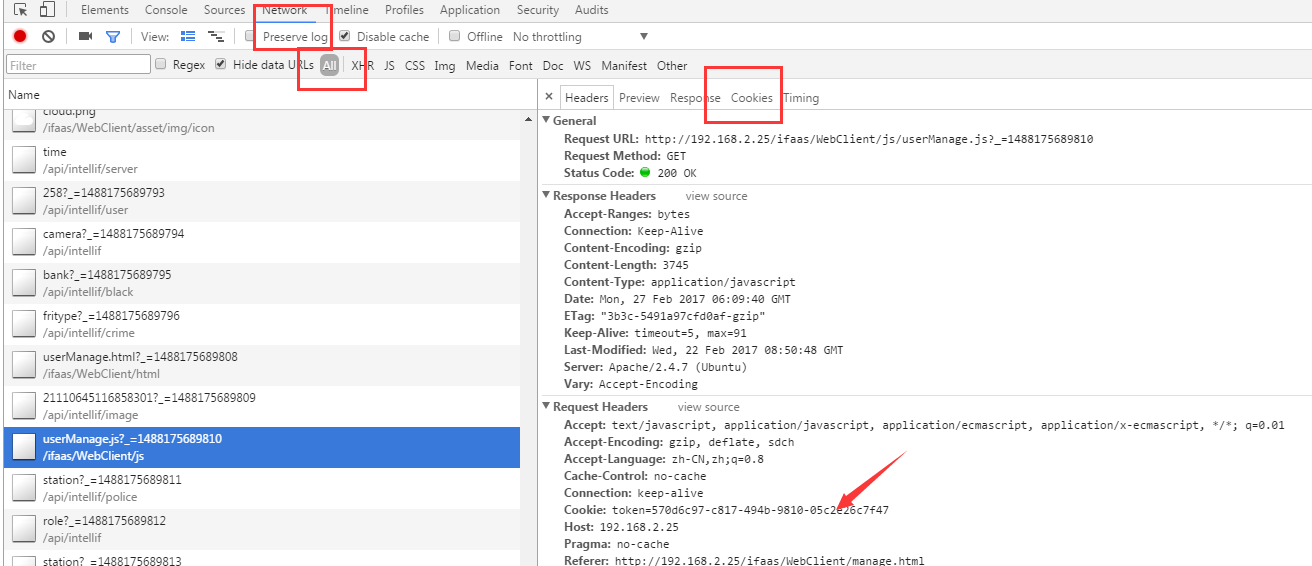 Elements Console Sources Network Timeline Profiles Application Security Audits
View: Preserve log Disable cache Offline No throttling
Filter Regex Hide data URLs All XHR JS CSS Img Media Font Doc WS Manifest Other
Name
cloud.png
/ifaas/WebClient/asset/img/icon
time
/api/intellif/server
258?_=1488175689793
/api/intellif/user
camera?_=1488175689794
/api/intellif
bank?_=1488175689795
/api/intellif/black
fritype?_=1488175689796
/api/intellif/crime
userManage.html?_=1488175689808
/ifaas/WebClient/html
21110645116858301?_=1488175689809
/api/intellif/image
userManage.js?_=1488175689810
/ifaas/WebClient/js
station?_=1488175689811
/api/intellif/police
role?_=1488175689812
/api/intellif
station?_=1488175689813
× Headers Preview Response Cookies Timing
General
Request URL: http://192.168.2.25/ifaas/WebClient/js/userManage.js?_=1488175689810
Request Method: GET
Status Code: 200 OK
Response Headers view source
Accept-Ranges: bytes
Connection: Keep-Alive
Content-Encoding: gzip
Content-Length: 3745
Content-Type: application/javascript
Date: Mon, 27 Feb 2017 06:09:40 GMT
ETag: "3b3c-5491a97cfd0af-gzip"
Keep-Alive: timeout=5, max=91
Last-Modified: Wed, 22 Feb 2017 08:50:48 GMT
Server: Apache/2.4.7 (Ubuntu)
Vary: Accept-Encoding
Request Headers view source
Accept: text/javascript, application/javascript, application/ecmascript, application/x-ecmascript, */*; q=0.01
Accept-Encoding: gzip, deflate, sdch
Accept-Language: zh-CN,zh;q=0.8
Cache-Control: no-cache
Connection: keep-alive
Cookie: token=570d6c97-c817-494b-9810-05c2e26c7f47
Host: 192.168.2.25
Pragma: no-cache
Referer: http://192.168.2.25/ifaas/WebClient/manage.html